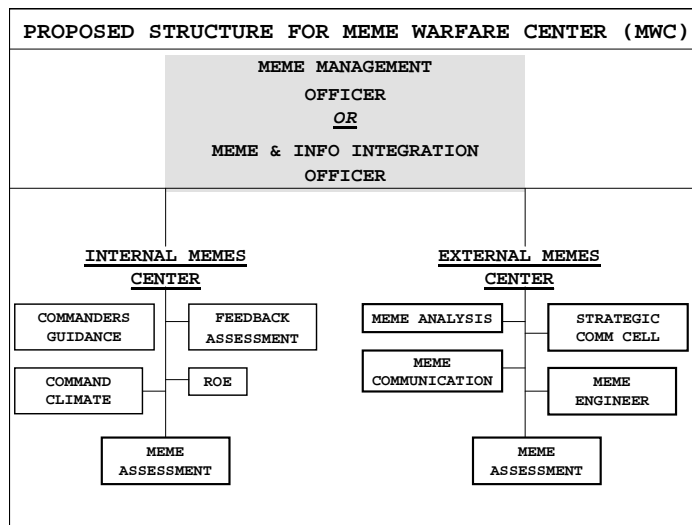 PROPOSED STRUCTURE FOR MEME WARFARE CENTER (MWC)
MEME MANAGEMENT
OFFICER
OR
MEME & INFO INTEGRATION
OFFICER
INTERNAL MEMES
CENTER
COMMANDERS
GUIDANCE
FEEDBACK
ASSESSMENT
COMMAND
CLIMATE
ROE
MEME
ASSESSMENT
EXTERNAL MEMES
CENTER
MEME ANALYSIS
STRATEGIC
COMM CELL
MEME
COMMUNICATION
MEME
ENGINEER
MEME
ASSESSMENT